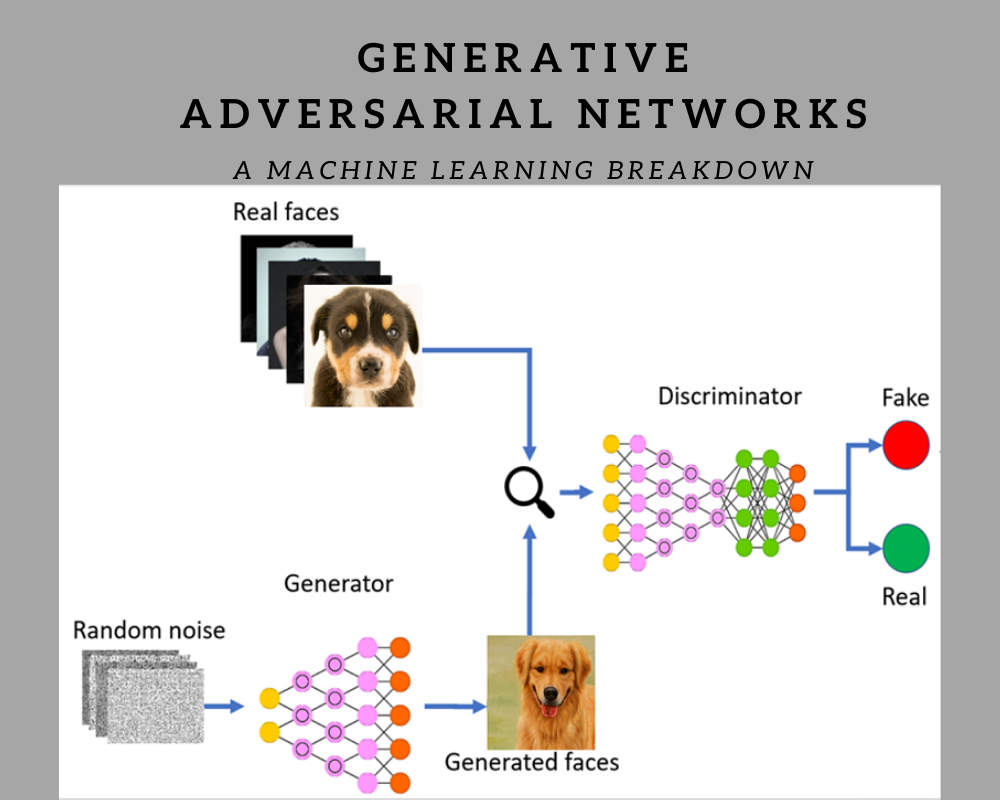 GENERATIVE
ADVERSARIAL NETWORKS
A MACHINE LEARNING BREAKDOWN
Real faces
Discriminator
Fake
Generator
Real
Random noise
Generated faces